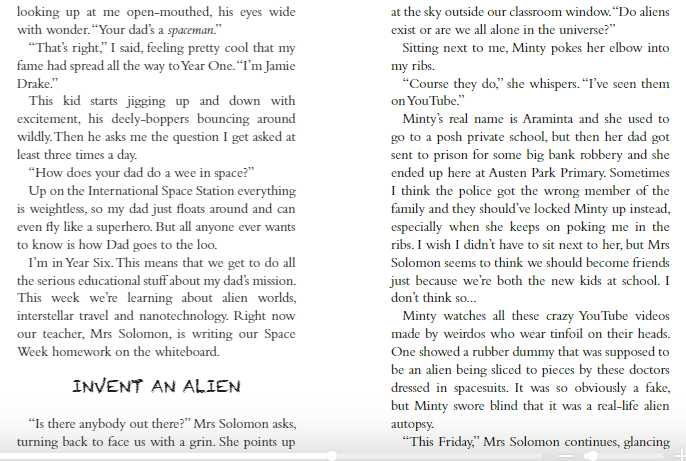 looking up at me open-mouthed, his eyes wide
with wonder. “Your dad’s a spaceman.”
“That’s right,” I said, feeling pretty cool that my
fame had spread all the way to Year One. “I’m Jamie
Drake.”
This kid starts jigging up and down with
excitement, his deely-boppers bouncing around
wildly. Then he asks me the question I get asked at
least three times a day.
“How does your dad do a wee in space?”
Up on the International Space Station everything
is weightless, so my dad just floats around and can
even fly like a superhero. But all anyone ever wants
to know is how Dad goes to the loo.
I’m in Year Six. This means that we get to do all
the serious educational stuff about my dad’s mission.
This week we’re learning about alien worlds,
interstellar travel and nanotechnology. Right now
our teacher, Mrs Solomon, is writing our Space
Week homework on the whiteboard.
INVENT AN ALIEN
“Is there anybody out there?” Mrs Solomon asks,
turning back to face us with a grin. She points up
at the sky outside our classroom window. “Do aliens
exist or are we all alone in the universe?”
Sitting next to me, Minty pokes her elbow into
my ribs.
“Course they do,” she whispers. “I’ve seen them
on YouTube.”
Minty’s real name is Araminta and she used to
go to a posh private school, but then her dad got
sent to prison for some big bank robbery and she
ended up here at Austen Park Primary. Sometimes
I think the police got the wrong member of the
family and they should’ve locked Minty up instead,
especially when she keeps on poking me in the
ribs. I wish I didn’t have to sit next to her, but Mrs
Solomon seems to think we should become friends
just because we’re both the new kids at school. I
don’t think so...
Minty watches all these crazy YouTube videos
made by weirdos who wear tinfoil on their heads.
One showed a rubber dummy that was supposed to
be an alien being sliced to pieces by these doctors
dressed in spacesuits. It was so obviously a fake,
but Minty swore blind that it was a real-life alien
autopsy.
“This Friday,” Mrs Solomon continues, glancing